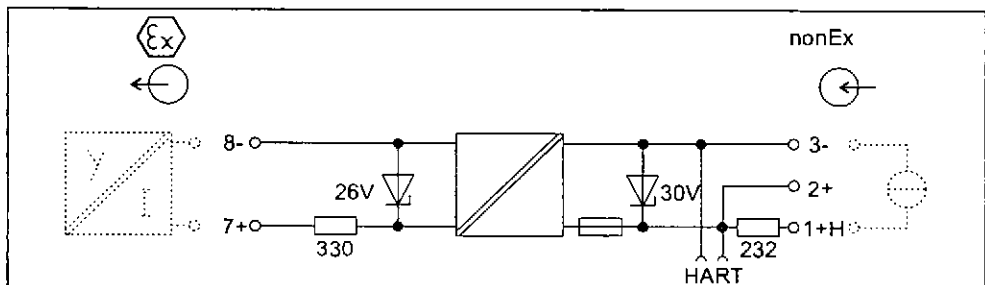 Ex
nonEx
8-
3-
Y
26V
30V
2+
I
7+
1+H
330
232
HART